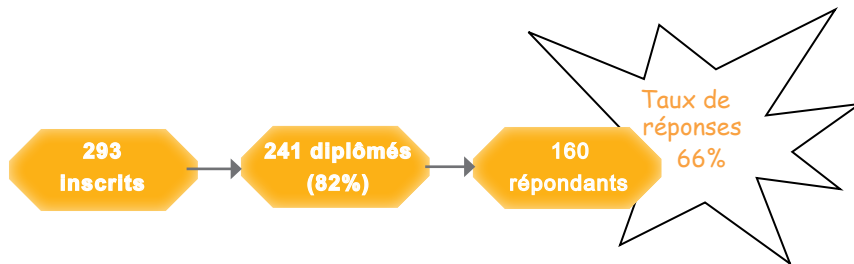 293
inscrits
241 diplômés
(82%)
160
répondants
Taux de
réponses
66%